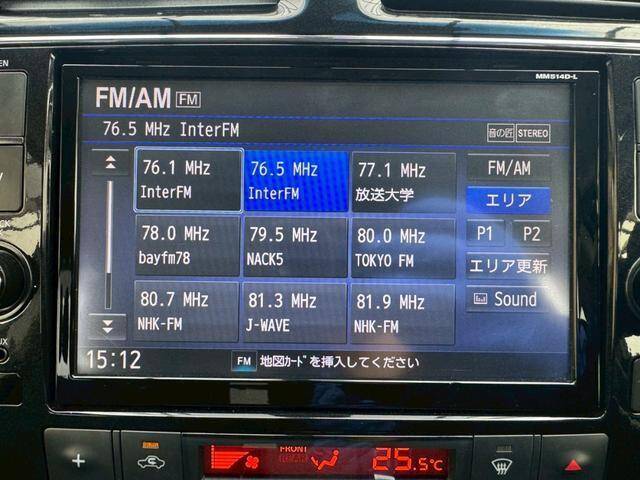 MM514D-L
FM/AM FM
76.5 MHz InterFM
音の匠 STEREO
76.1 MHz
InterFM
76.5 MHz
InterFM
77.1 MHz
放送大学
78.0 MHz
bayfm78
79.5 MHz
NACK5
80.0 MHz
TOKYO FM
80.7 MHz
NHK-FM
81.3 MHz
J-WAVE
81.9 MHz
NHK-FM
FM/AM
エリア
P1 P2
エリア更新
Sound
15:12
FM 地図ｶｰﾄﾞを挿入してください
+
FRONT
25.5℃